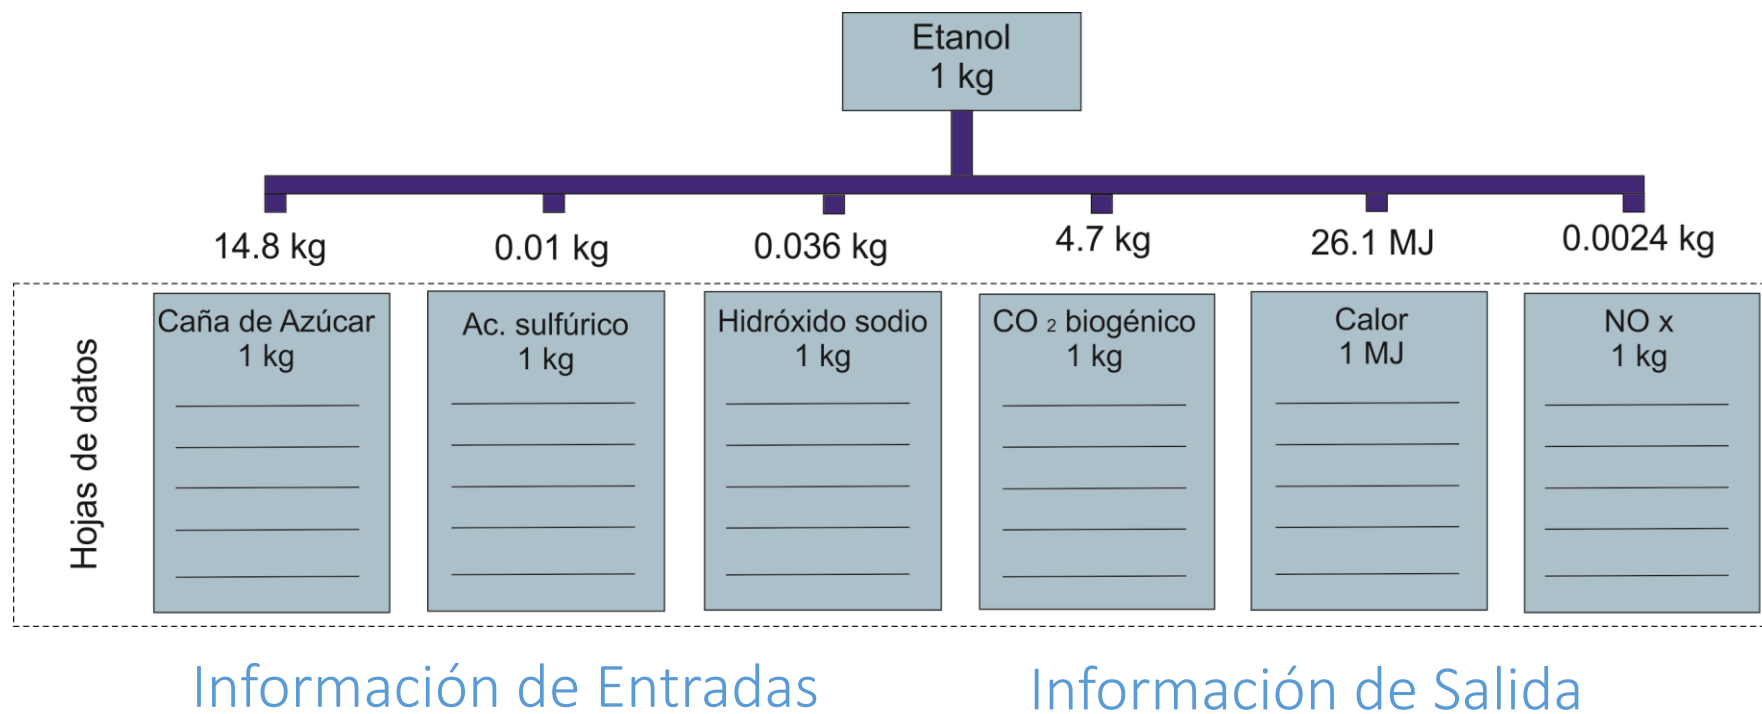 Etanol
1 kg
14.8 kg
0.01 kg
0.036 kg
4.7 kg
26.1 MJ
0.0024 kg
Hojas de datos
Caña de Azúcar
1 kg
Ac. sulfúrico
1 kg
Hidróxido sodio
1 kg
CO 2 biogénico
1 kg
Calor
1 MJ
NO x
1 kg
Información de Entradas
Información de Salida